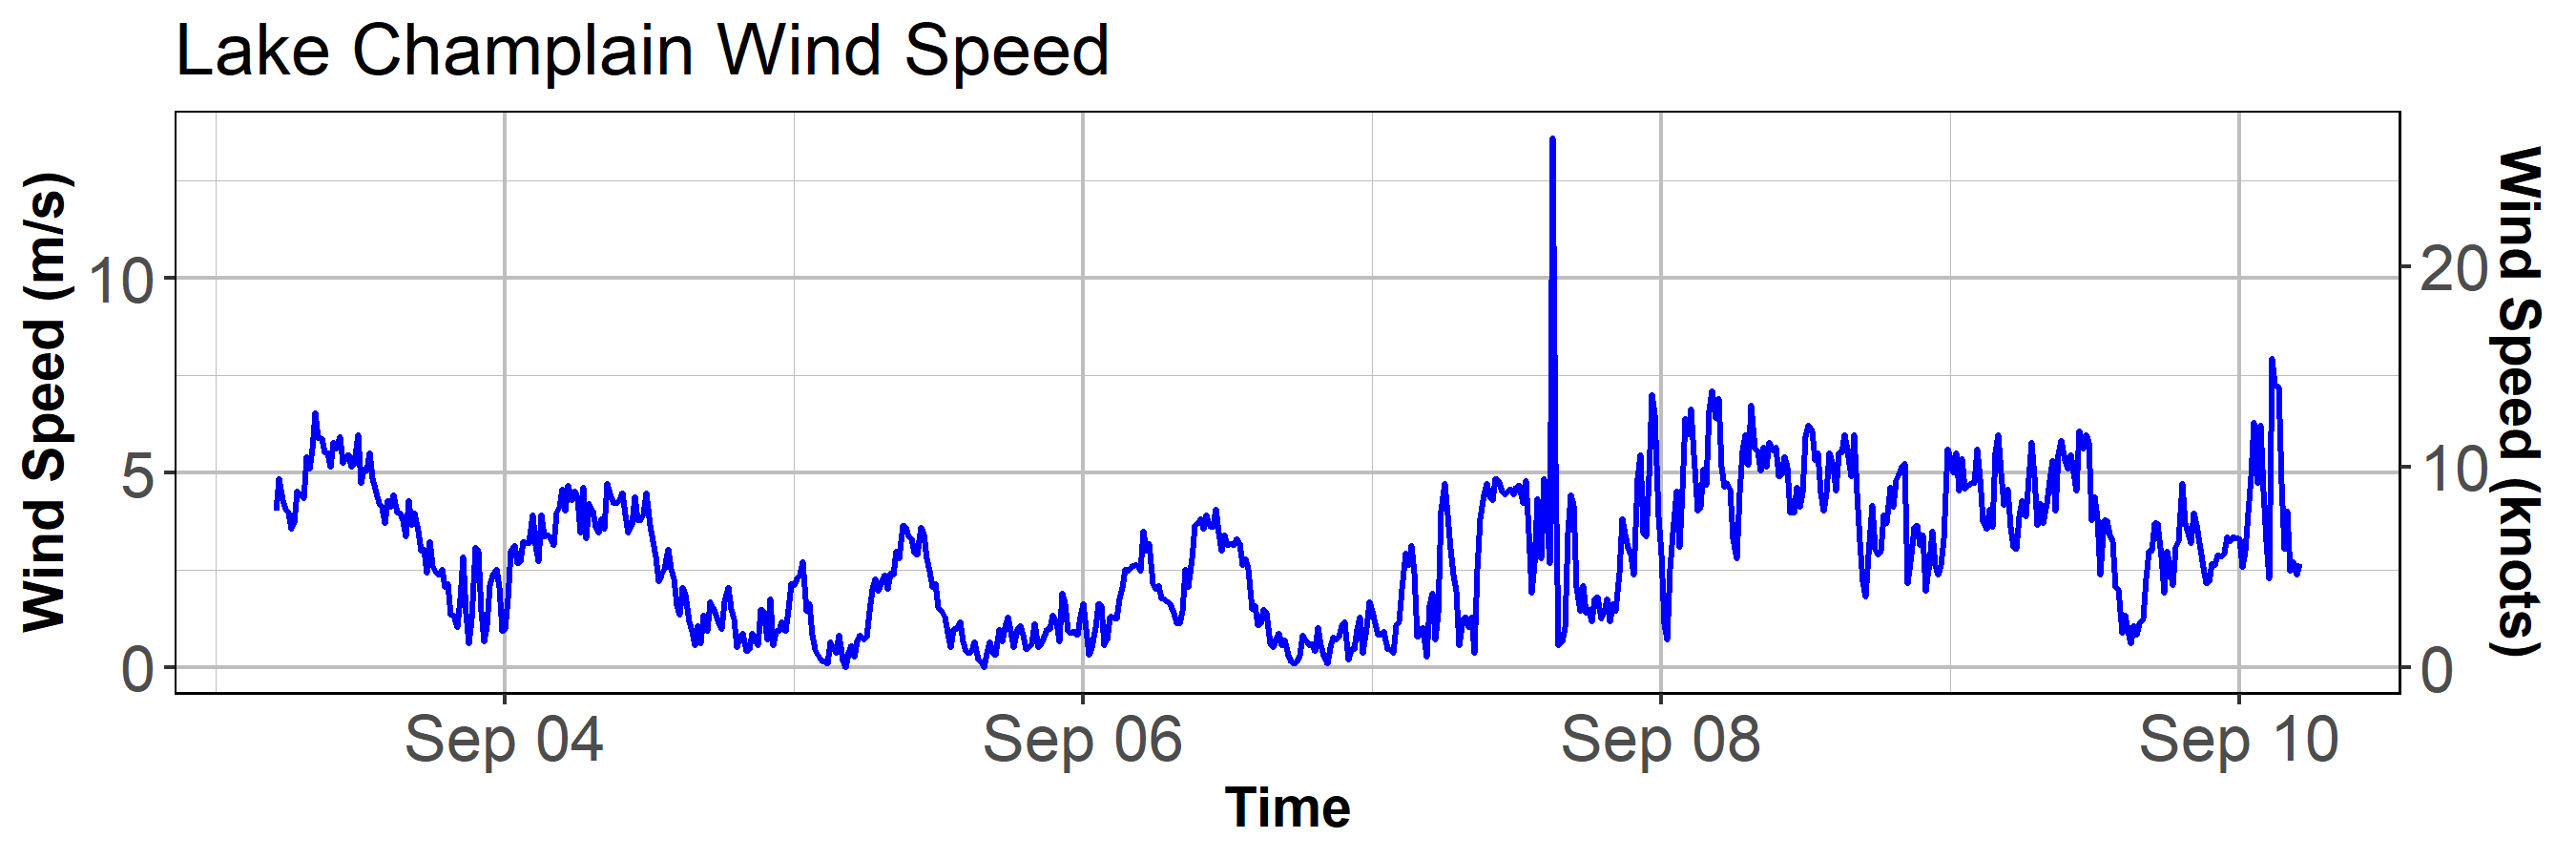 Lake Champlain Wind Speed
Wind Speed (m/s)
10
5
0
20
10
0
Wind Speed (knots)
Sep 04
Sep 06
Sep 08
Sep 10
Time